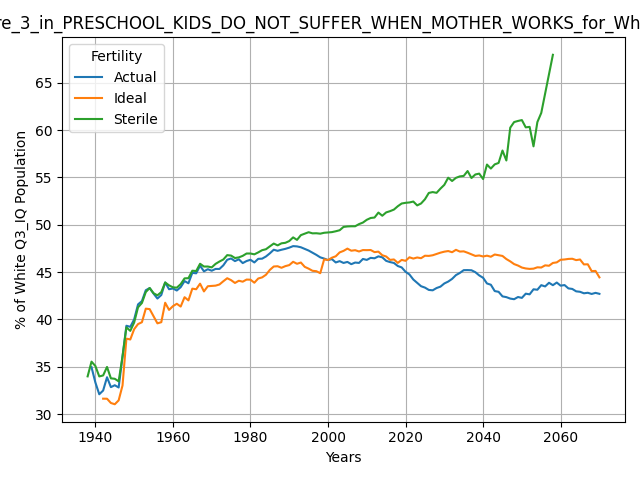 re_3_in_PRESCHOOL_KIDS_DO_NOT_SUFFER_WHEN_MOTHER_WORKS_for_Wh
Fertility
Actual
Ideal
Sterile
% of White Q3_IQ Population
65
60
55
50
45
40
35
30
1940
1960
1980
2000
2020
2040
2060
Years